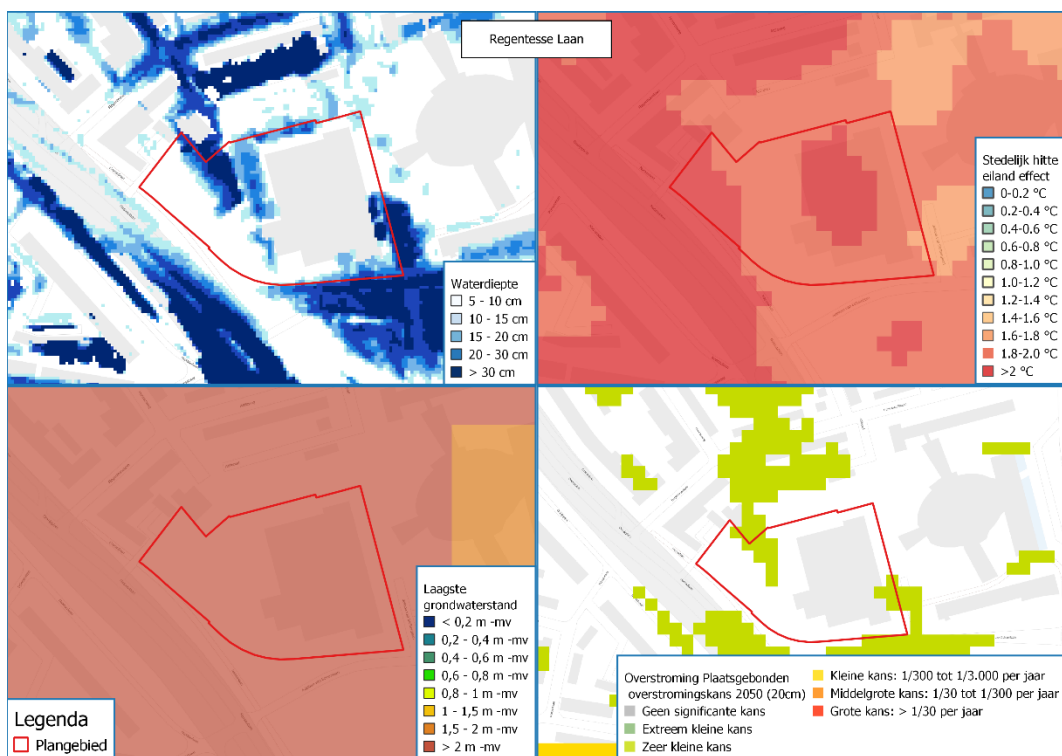 Regentesse Laan
Waterdiepte
5 - 10 cm
10 - 15 cm
15 - 20 cm
20 - 30 cm
> 30 cm
Stedelijk hitte
eiland effect
0-0.2 °C
0.2-0.4 °C
0.4-0.6 °C
0.6-0.8 °C
0.8-1.0 °C
1.0-1.2 °C
1.2-1.4 °C
1.4-1.6 °C
1.6-1.8 °C
1.8-2.0 °C
>2 °C
Legenda
Plangebied
Laagste
grondwaterstand
< 0,2 m -mv
0,2 - 0,4 m -mv
0,4 - 0,6 m -mv
0,6 - 0,8 m -mv
0,8 - 1 m -mv
1 - 1,5 m -mv
1,5 - 2 m -mv
> 2 m -mv
Overstroming Plaatsgebonden
overstromingskans 2050 (20cm)
Geen significante kans
Extreem kleine kans
Zeer kleine kans
Kleine kans: 1/300 tot 1/3.000 per jaar
Middelgrote kans: 1/30 tot 1/300 per jaar
Grote kans: > 1/30 per jaar